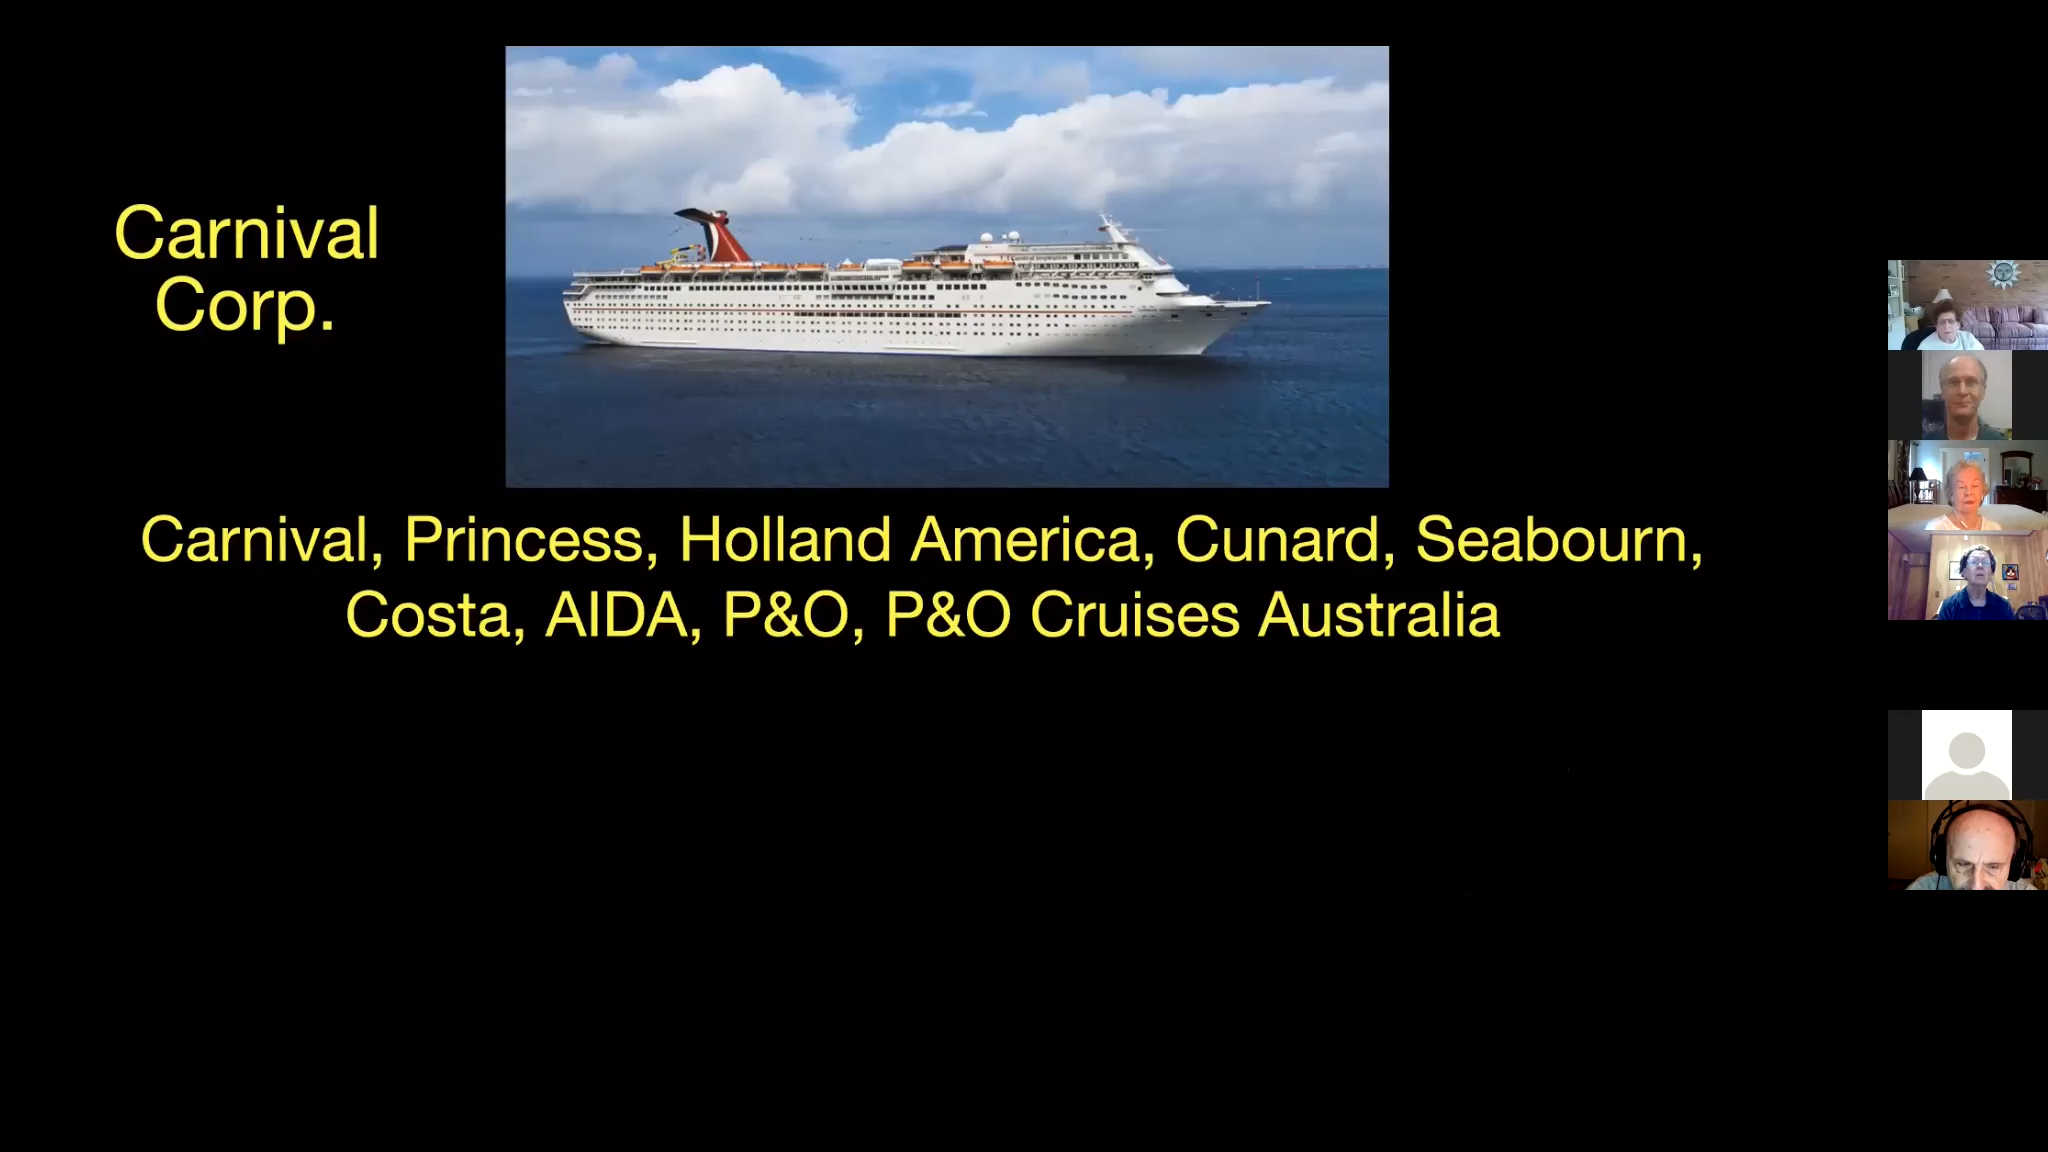 Carnival
Corp.
Carnival, Princess, Holland America, Cunard, Seabourn,
Costa, AIDA, P&O, P&O Cruises Australia